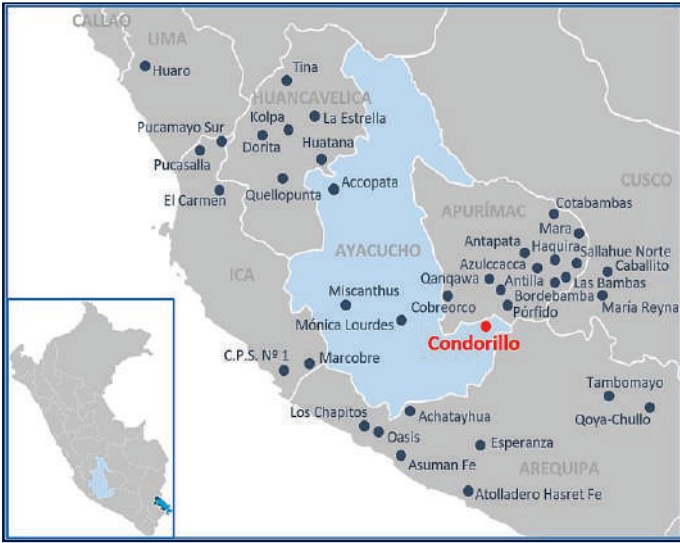 CALLAO
LIMA
Huaro
Tina
HUANCAVELICA
Kolpa
La Estrella
Pucamayo Sur
Dorita
Huatana
Pucasalla
CUSCO
El Carmen
Quellopunta
Accopata
Cotabambas
APURÍMAC
Mara
Antapata
Haquira
Sallahue Norte
AYACUCHO
Azulccacca
Caballito
ICA
Qanqawa
Antilla
Las Bambas
Miscanthus
Cobreorco
Bordebamba
María Reyna
Pórfido
Mónica Lourdes
Condorillo
C.P.S. Nº 1
Marcobre
Tambomayo
Los Chapitos
Achatayhua
Qoya-Chullo
Oasis
Esperanza
Asuman Fe
AREQUIPA
Atolladero Hasret Fe